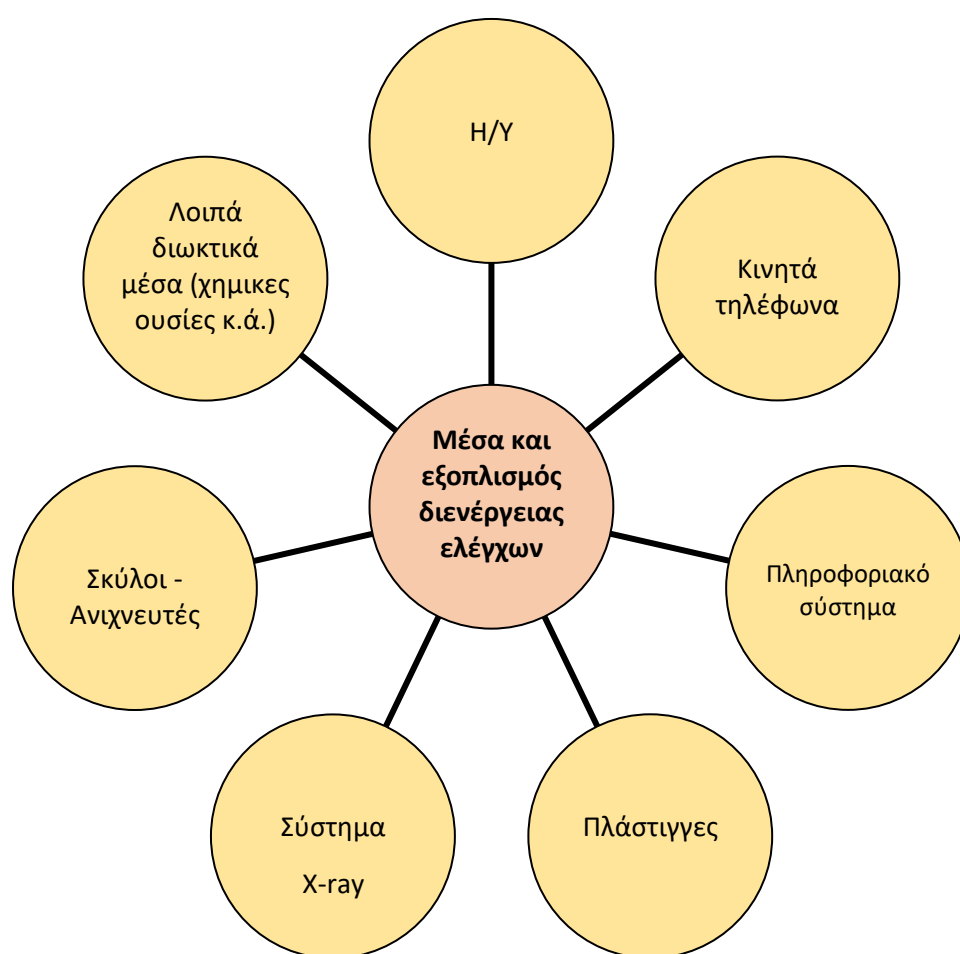 Η/Υ
Κινητά
τηλέφωνα
Πληροφοριακό
σύστημα
Πλάστιγγες
Σύστημα
X-ray
Σκύλοι -
Ανιχνευτές
Λοιπά
διωκτικά
μέσα (χημικες
ουσίες κ.ά.)
Μέσα και
εξοπλισμός
διενέργειας
ελέγχων